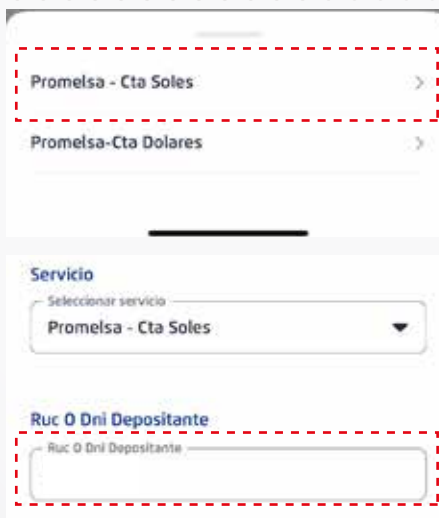 Promelsa - Cta Soles
Promelsa-Cta Dolares
Servicio
Seleccionar servicio
Promelsa - Cta Soles
Ruc O Dni Depositante
Ruc O Dni Depositante